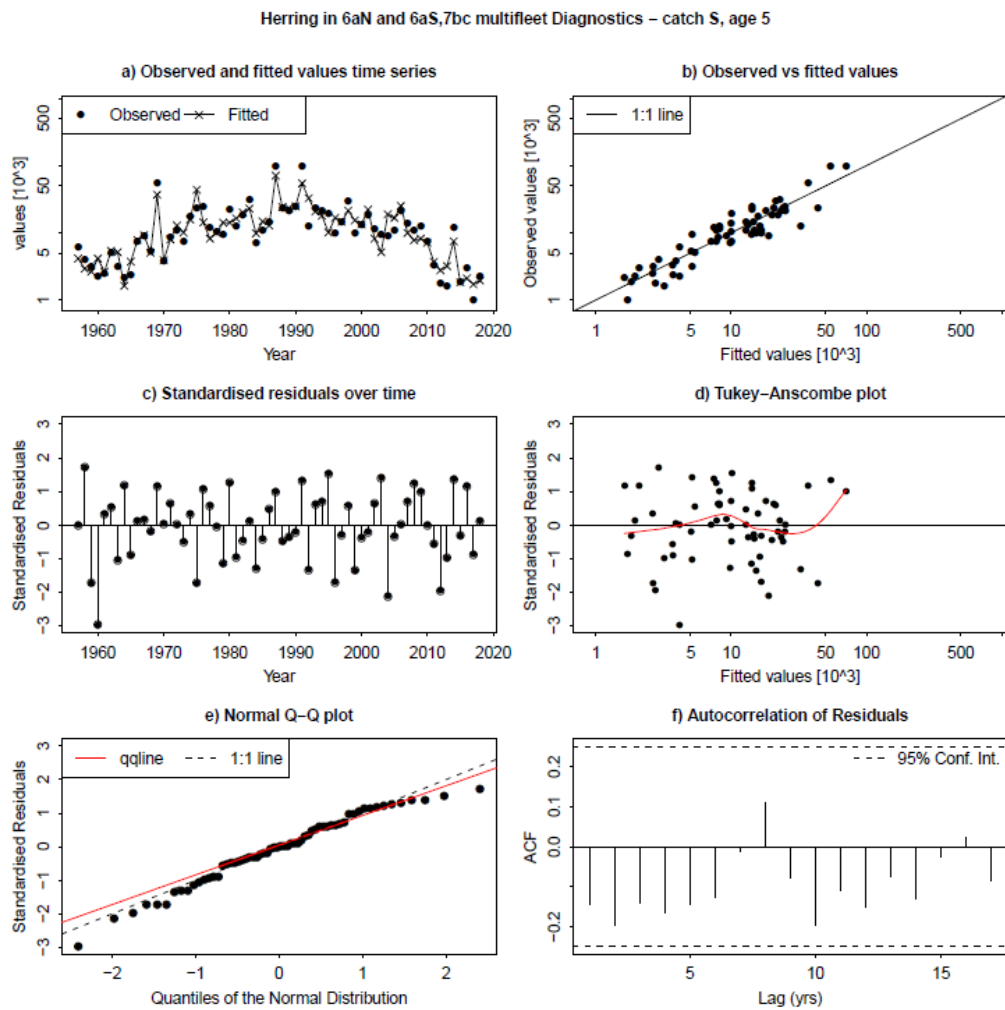 Herring in 6aN and 6aS,7bc multifleet Diagnostics – catch S, age 5
a) Observed and fitted values time series
Observed Fitted
values [10^3]
500
50
5
1
1960 1970 1980 1990 2000 2010 2020
Year
b) Observed vs fitted values
1:1 line
Observed values [10^3]
500
50
5
1
1 5 10 50 100 500
Fitted values [10^3]
c) Standardised residuals over time
Standardised Residuals
3
2
1
0
−1
−2
−3
1960 1970 1980 1990 2000 2010 2020
Year
d) Tukey–Anscombe plot
Standardised Residuals
3
2
1
0
−1
−2
−3
1 5 10 50 100 500
Fitted values [10^3]
e) Normal Q–Q plot
qqline 1:1 line
Standardised Residuals
3
2
1
0
−1
−2
−3
−2 −1 0 1 2
Quantiles of the Normal Distribution
f) Autocorrelation of Residuals
95% Conf. Int.
ACF
0.2
0.1
0.0
−0.2
5 10 15
Lag (yrs)